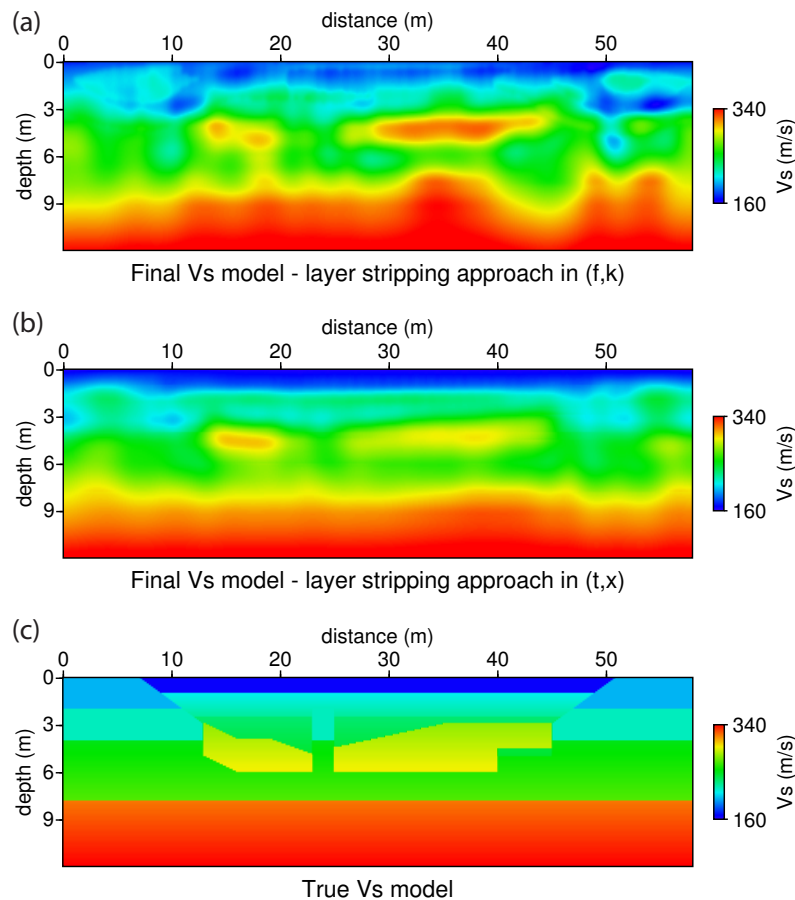 (a)
distance (m)
0 10 20 30 40 50
0
3
6
9
depth (m)
340
160
Vs (m/s)
Final Vs model - layer stripping approach in (f,k)
(b)
distance (m)
0 10 20 30 40 50
0
3
6
9
depth (m)
340
160
Vs (m/s)
Final Vs model - layer stripping approach in (t,x)
(c)
distance (m)
0 10 20 30 40 50
0
3
6
9
depth (m)
340
160
Vs (m/s)
True Vs model